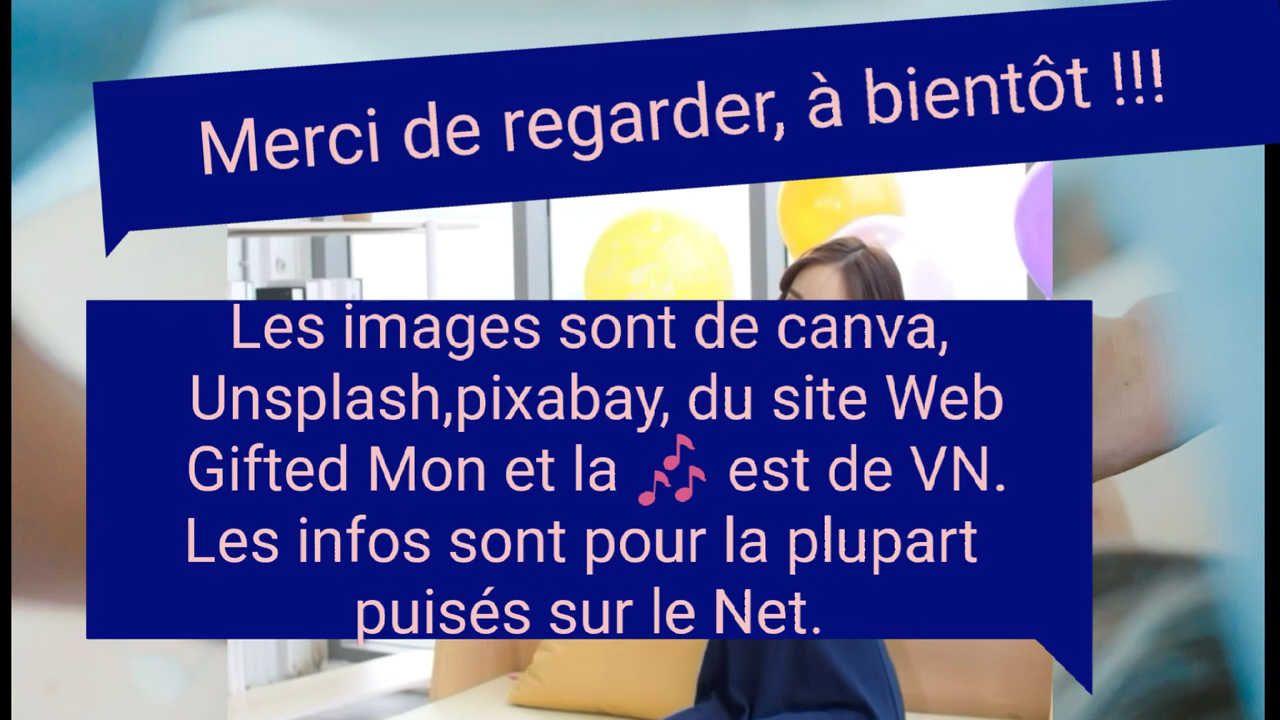 Merci de regarder, à bientôt !!!
Les images sont de canva,
Unsplash,pixabay, du site Web
Gifted Mon et la 🎶 est de VN.
Les infos sont pour la plupart
puisés sur le Net.